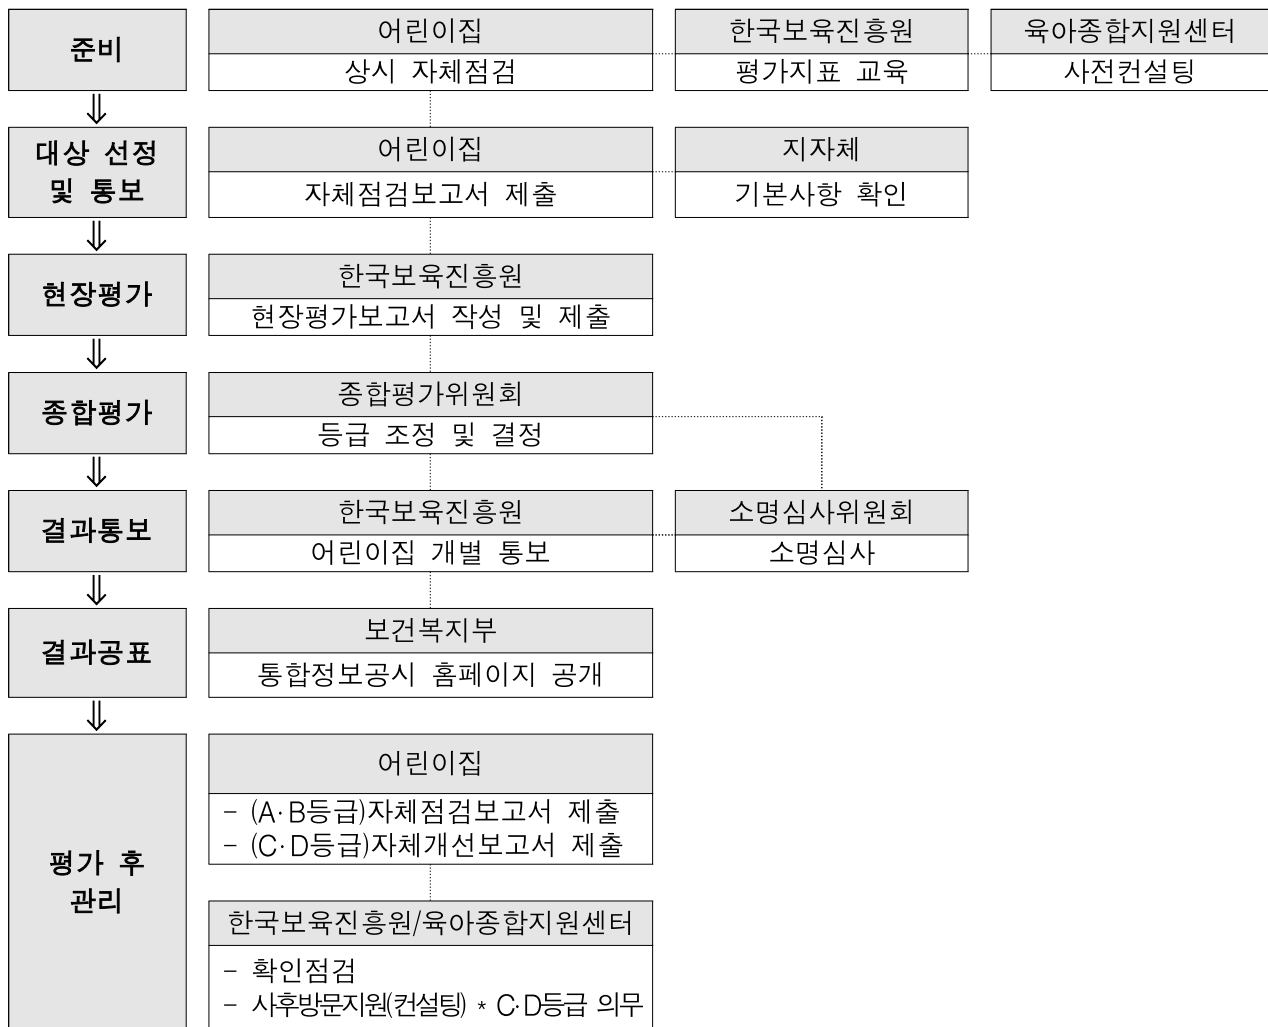 준비
어린이집
상시 자체점검
한국보육진흥원
평가지표 교육
육아종합지원센터
사전컨설팅
⇓
대상 선정
및 통보
어린이집
자체점검보고서 제출
지자체
기본사항 확인
⇓
현장평가
한국보육진흥원
현장평가보고서 작성 및 제출
⇓
종합평가
종합평가위원회
등급 조정 및 결정
⇓
결과통보
한국보육진흥원
어린이집 개별 통보
소명심사위원회
소명심사
⇓
결과공표
보건복지부
통합정보공시 홈페이지 공개
⇓
평가 후
관리
어린이집
- (A·B등급)자체점검보고서 제출
- (C·D등급)자체개선보고서 제출
한국보육진흥원/육아종합지원센터
- 확인점검
- 사후방문지원(컨설팅) * C·D등급 의무